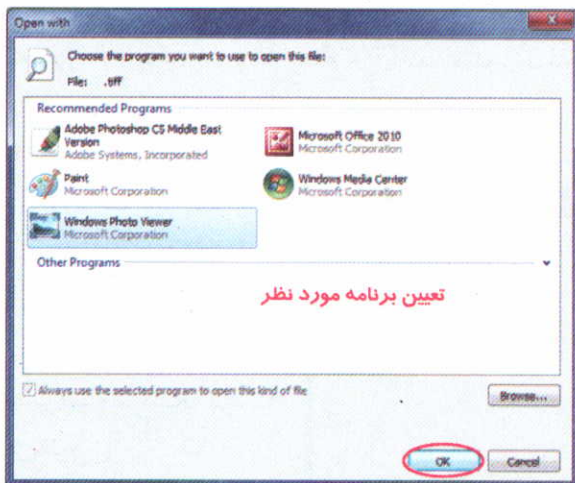 Open with
Choose the program you want to use to open this file:
File: .tiff
Recommended Programs
Adobe Photoshop CS Middle East
Version
Adobe Systems, Incorporated
Microsoft Office 2010
Microsoft Corporation
Paint
Microsoft Corporation
Windows Media Center
Microsoft Corporation
Windows Photo Viewer
Microsoft Corporation
Other Programs
تعیین برنامه مورد نظر
Always use the selected program to open this kind of file
Browse...
OK
Cancel